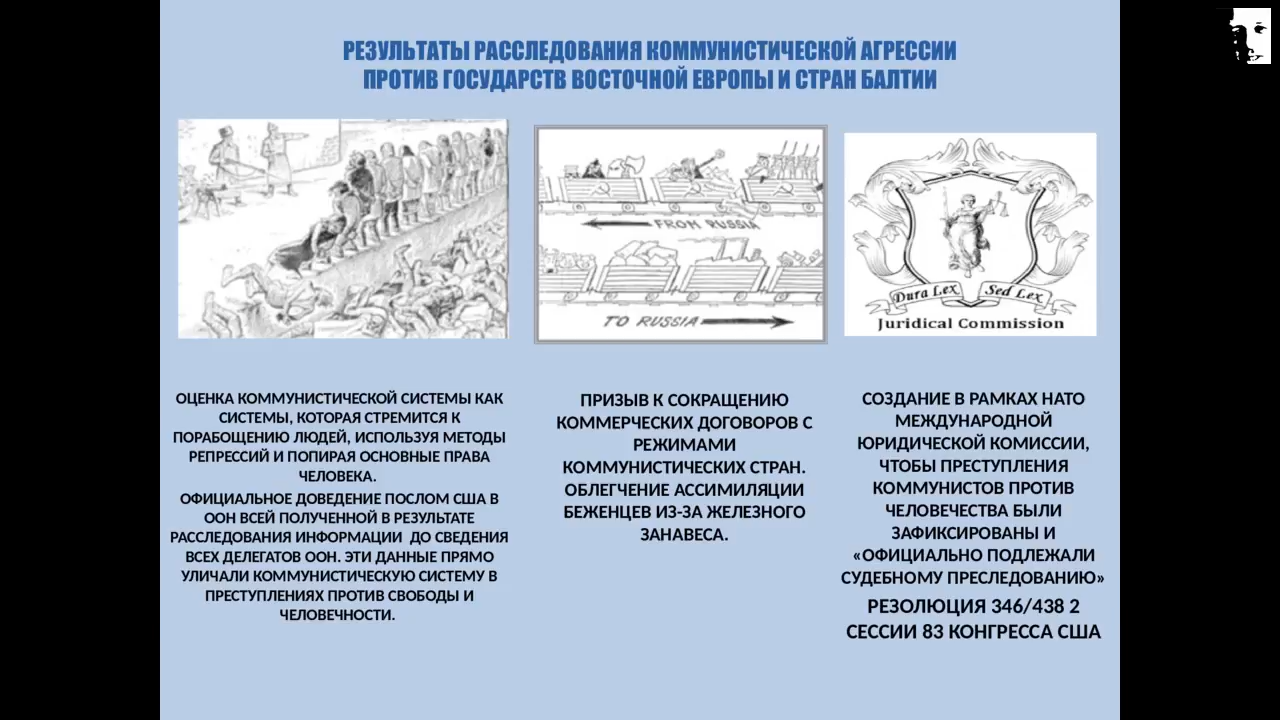 РЕЗУЛЬТАТЫ РАССЛЕДОВАНИЯ КОММУНИСТИЧЕСКОЙ АГРЕССИИ
ПРОТИВ ГОСУДАРСТВ ВОСТОЧНОЙ ЕВРОПЫ И СТРАН БАЛТИИ
FROM RUSSIA
TO RUSSIA
Dura Lex Sed Lex
Juridical Commission
ОЦЕНКА КОММУНИСТИЧЕСКОЙ СИСТЕМЫ КАК
СИСТЕМЫ, КОТОРАЯ СТРЕМИТСЯ К
ПОРАБОЩЕНИЮ ЛЮДЕЙ, ИСПОЛЬЗУЯ МЕТОДЫ
РЕПРЕССИЙ И ПОПИРАЯ ОСНОВНЫЕ ПРАВА
ЧЕЛОВЕКА.
ОФИЦИАЛЬНОЕ ДОВЕДЕНИЕ ПОСЛОМ США В
ООН ВСЕЙ ПОЛУЧЕННОЙ В РЕЗУЛЬТАТЕ
РАССЛЕДОВАНИЯ ИНФОРМАЦИИ ДО СВЕДЕНИЯ
ВСЕХ ДЕЛЕГАТОВ ООН. ЭТИ ДАННЫЕ ПРЯМО
УЛИЧАЛИ КОММУНИСТИЧЕСКУЮ СИСТЕМУ В
ПРЕСТУПЛЕНИЯХ ПРОТИВ СВОБОДЫ И
ЧЕЛОВЕЧНОСТИ.
ПРИЗЫВ К СОКРАЩЕНИЮ
КОММЕРЧЕСКИХ ДОГОВОРОВ С
РЕЖИМАМИ
КОММУНИСТИЧЕСКИХ СТРАН.
ОБЛЕГЧЕНИЕ АССИМИЛЯЦИИ
БЕЖЕНЦЕВ ИЗ-ЗА ЖЕЛЕЗНОГО
ЗАНАВЕСА.
СОЗДАНИЕ В РАМКАХ НАТО
МЕЖДУНАРОДНОЙ
ЮРИДИЧЕСКОЙ КОМИССИИ,
ЧТОБЫ ПРЕСТУПЛЕНИЯ
КОММУНИСТОВ ПРОТИВ
ЧЕЛОВЕЧЕСТВА БЫЛИ
ЗАФИКСИРОВАНЫ И
«ОФИЦИАЛЬНО ПОДЛЕЖАЛИ
СУДЕБНОМУ ПРЕСЛЕДОВАНИЮ»
РЕЗОЛЮЦИЯ 346/438 2
СЕССИИ 83 КОНГРЕССА США